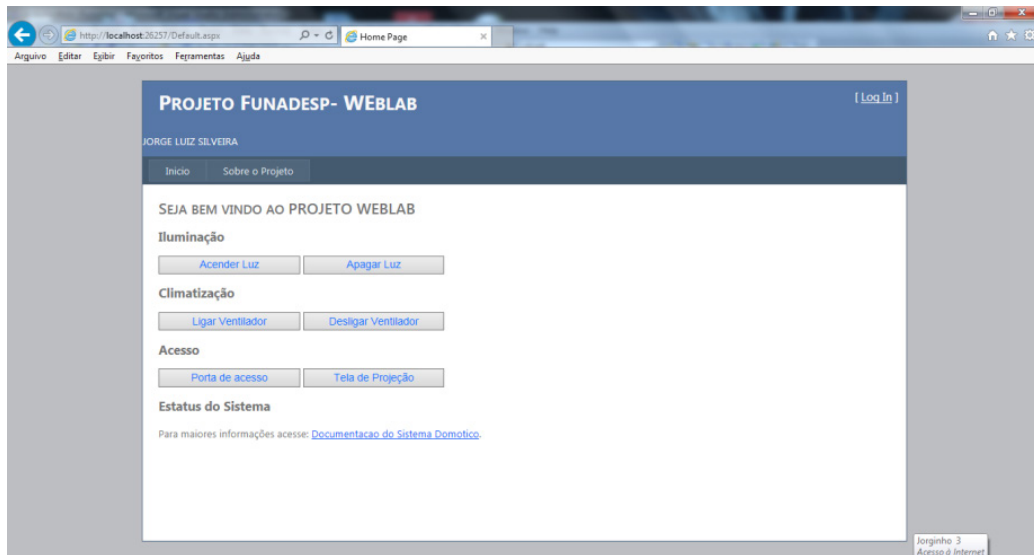 http://localhost:26257/Default.aspx
Home Page
Arquivo Editar Exibir Favoritos Ferramentas Ajuda
PROJETO FUNADESP- WEBLAB
[ Log In ]
JORGE LUIZ SILVEIRA
Inicio Sobre o Projeto
SEJA BEM VINDO AO PROJETO WEBLAB
Iluminação
Acender Luz Apagar Luz
Climatização
Ligar Ventilador Desligar Ventilador
Acesso
Porta de acesso Tela de Projeção
Estatus do Sistema
Para maiores informações acesse: Documentacao do Sistema Domotico.
Jorginho 3
Acesso à Internet